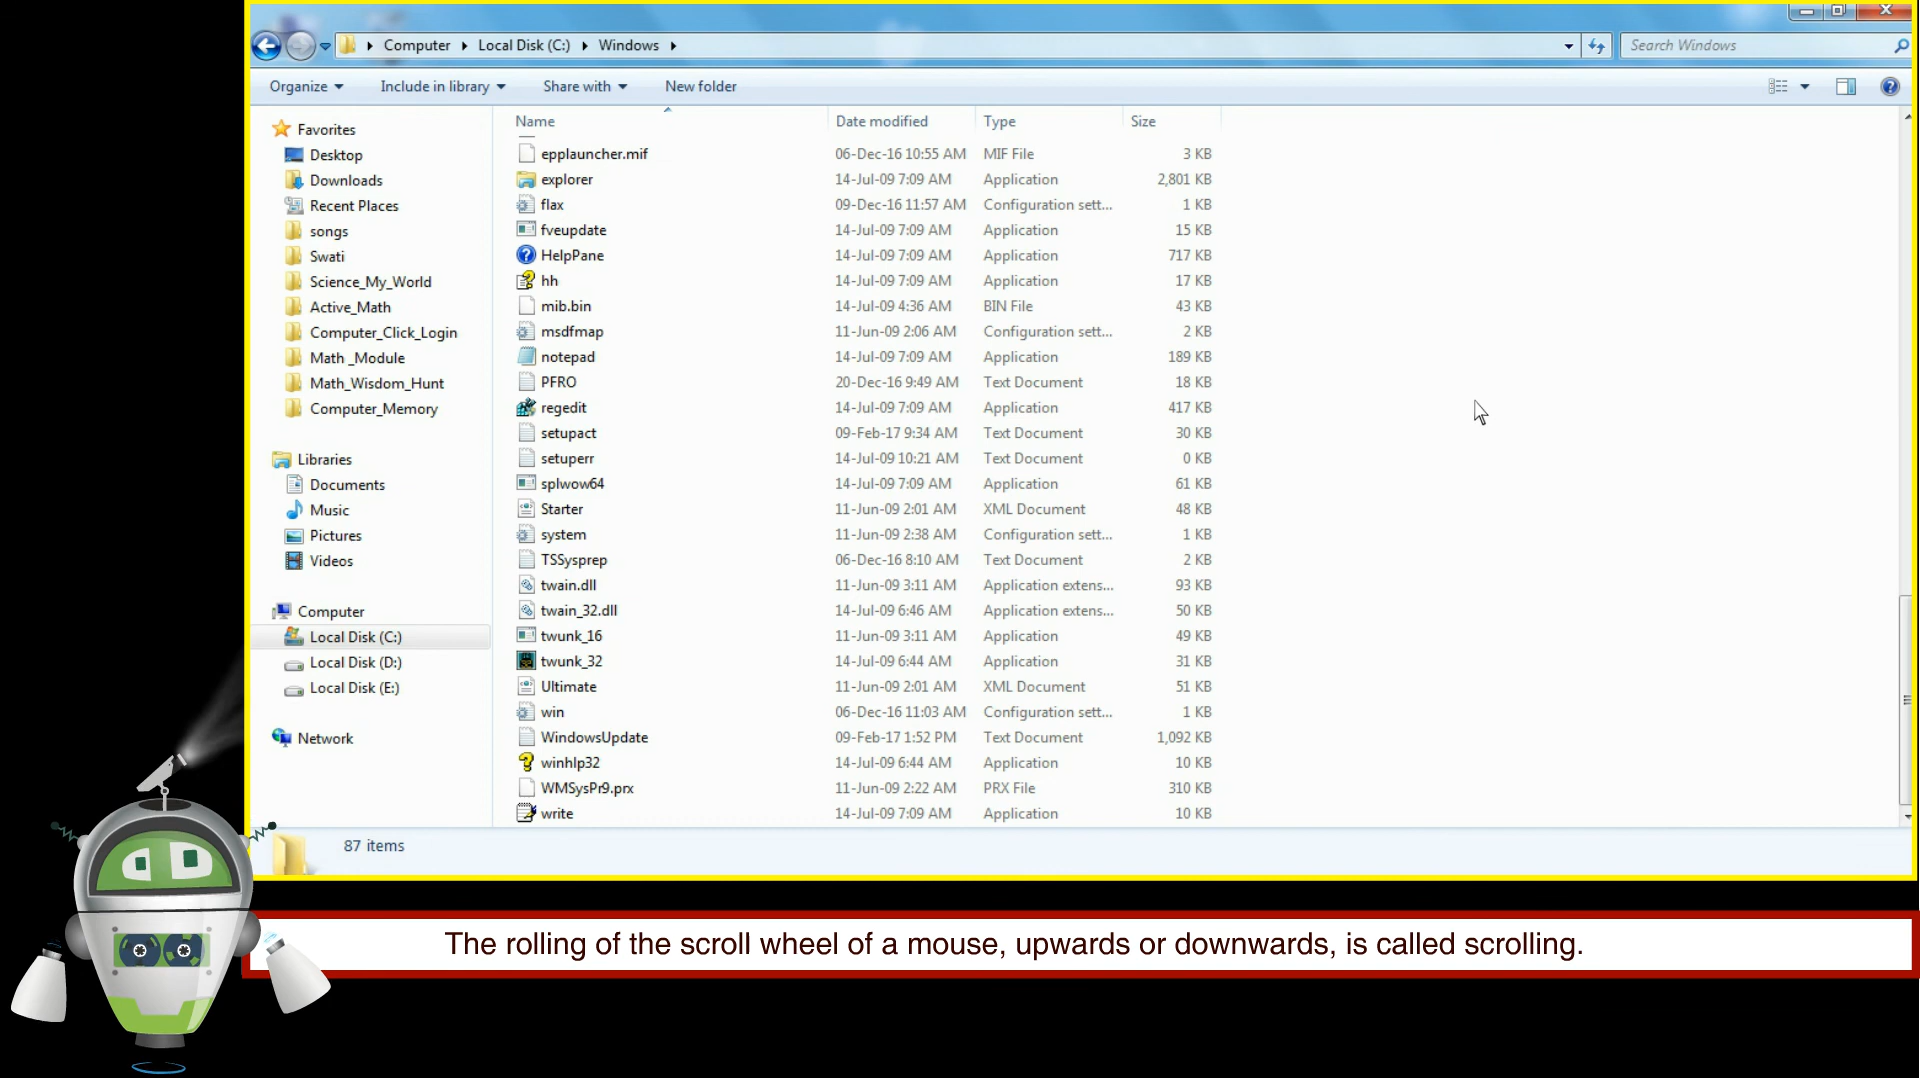 Computer Local Disk (C:) Windows Search Windows
Organize Include in library Share with New folder
Name Date modified Type Size
Favorites
Desktop
Downloads
Recent Places
songs
Swati
Science_My_World
Active_Math
Computer_Click_Login
Math _Module
Math_Wisdom_Hunt
Computer_Memory
Libraries
Documents
Music
Pictures
Videos
Computer
Local Disk (C:)
Local Disk (D:)
Local Disk (E:)
Network
epplauncher.mif 06-Dec-16 10:55 AM MIF File 3 KB
explorer 14-Jul-09 7:09 AM Application 2,801 KB
flax 09-Dec-16 11:57 AM Configuration sett... 1 KB
fveupdate 14-Jul-09 7:09 AM Application 15 KB
HelpPane 14-Jul-09 7:09 AM Application 717 KB
hh 14-Jul-09 7:09 AM Application 17 KB
mib.bin 14-Jul-09 4:36 AM BIN File 43 KB
msdfmap 11-Jun-09 2:06 AM Configuration sett... 2 KB
notepad 14-Jul-09 7:09 AM Application 189 KB
PFRO 20-Dec-16 9:49 AM Text Document 18 KB
regedit 14-Jul-09 7:09 AM Application 417 KB
setupact 09-Feb-17 9:34 AM Text Document 30 KB
setuperr 14-Jul-09 10:21 AM Text Document 0 KB
splwow64 14-Jul-09 7:09 AM Application 61 KB
Starter 11-Jun-09 2:01 AM XML Document 48 KB
system 11-Jun-09 2:38 AM Configuration sett... 1 KB
TSSysprep 06-Dec-16 8:10 AM Text Document 2 KB
twain.dll 11-Jun-09 3:11 AM Application extens... 93 KB
twain_32.dll 14-Jul-09 6:46 AM Application extens... 50 KB
twunk_16 11-Jun-09 3:11 AM Application 49 KB
twunk_32 14-Jul-09 6:44 AM Application 31 KB
Ultimate 11-Jun-09 2:01 AM XML Document 51 KB
win 06-Dec-16 11:03 AM Configuration sett... 1 KB
WindowsUpdate 09-Feb-17 1:52 PM Text Document 1,092 KB
winhlp32 14-Jul-09 6:44 AM Application 10 KB
WMSysPr9.prx 11-Jun-09 2:22 AM PRX File 310 KB
write 14-Jul-09 7:09 AM Application 10 KB
87 items
The rolling of the scroll wheel of a mouse, upwards or downwards, is called scrolling.